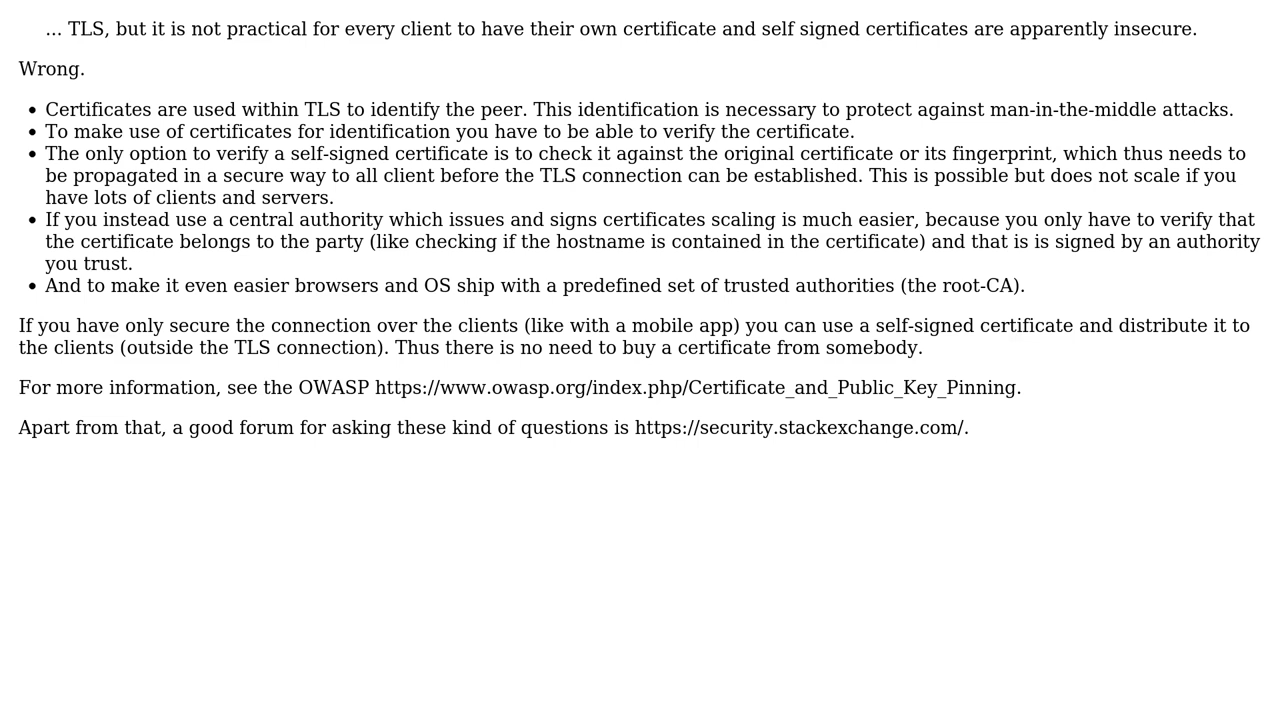 ... TLS, but it is not practical for every client to have their own certificate and self signed certificates are apparently insecure.
Wrong.
• Certificates are used within TLS to identify the peer. This identification is necessary to protect against man-in-the-middle attacks.
• To make use of certificates for identification you have to be able to verify the certificate.
• The only option to verify a self-signed certificate is to check it against the original certificate or its fingerprint, which thus needs to
be propagated in a secure way to all client before the TLS connection can be established. This is possible but does not scale if you
have lots of clients and servers.
• If you instead use a central authority which issues and signs certificates scaling is much easier, because you only have to verify that
the certificate belongs to the party (like checking if the hostname is contained in the certificate) and that is is signed by an authority
you trust.
• And to make it even easier browsers and OS ship with a predefined set of trusted authorities (the root-CA).
If you have only secure the connection over the clients (like with a mobile app) you can use a self-signed certificate and distribute it to
the clients (outside the TLS connection). Thus there is no need to buy a certificate from somebody.
For more information, see the OWASP https://www.owasp.org/index.php/Certificate_and_Public_Key_Pinning.
Apart from that, a good forum for asking these kind of questions is https://security.stackexchange.com/.